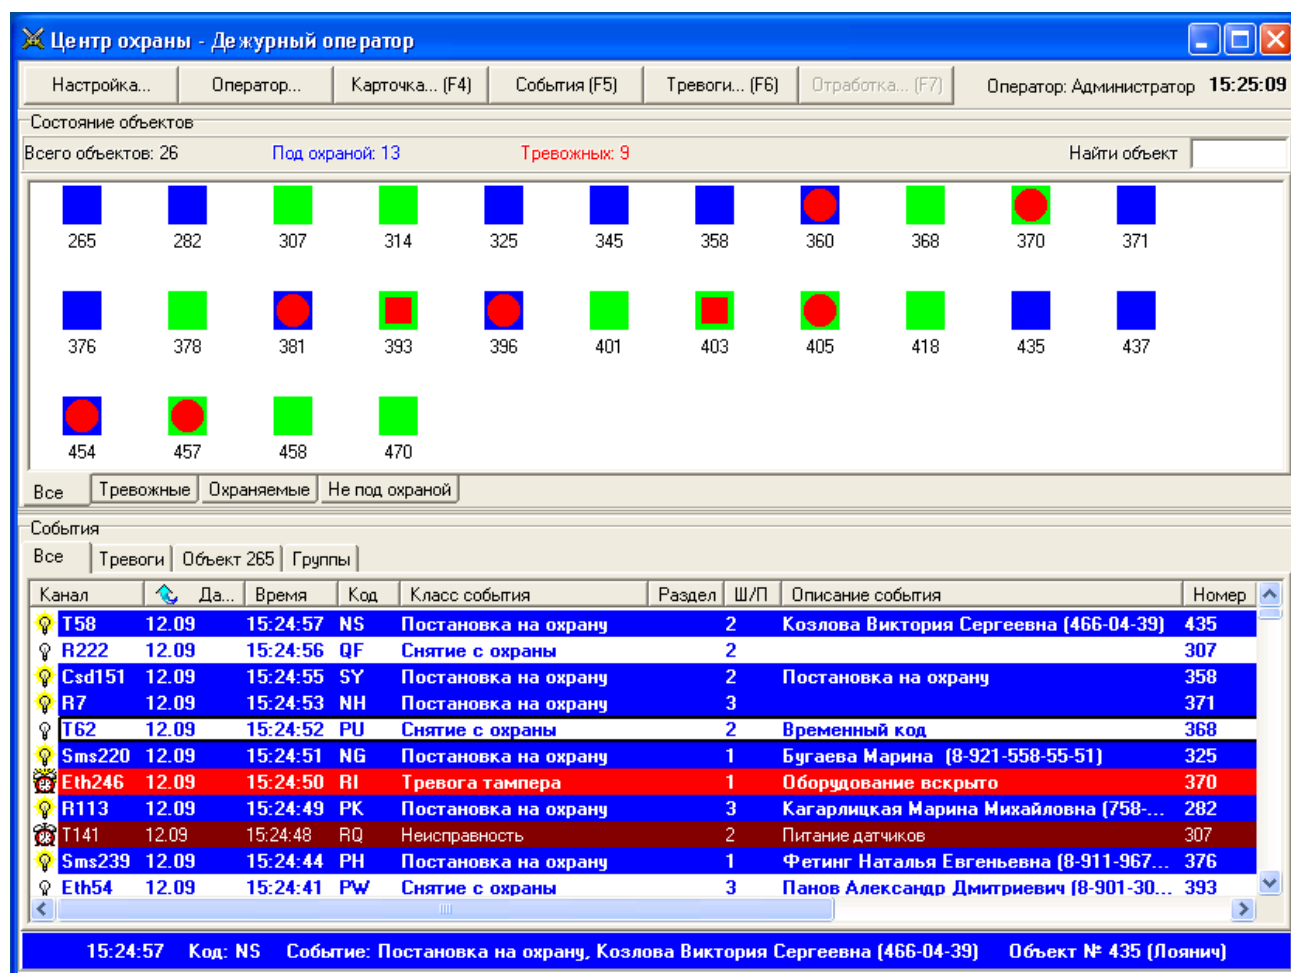 Центр охраны - Дежурный оператор
Настройка... Оператор... Карточка... (F4) События (F5) Тревоги... (F6) Отработка... (F7) Оператор: Администратор 15:25:09
Состояние объектов
Всего объектов: 26 Под охраной: 13 Тревожных: 9 Найти объект
265 282 307 314 325 345 358 360 368 370 371
376 378 381 393 396 401 403 405 418 435 437
454 457 458 470
Все Тревожные Охраняемые Не под охраной
События
Все Тревоги Объект 265 Группы
Канал Да... Время Код Класс события Раздел Ш/П Описание события Номер
T58 12.09 15:24:57 NS Постановка на охрану 2 Козлова Виктория Сергеевна (466-04-39) 435
R222 12.09 15:24:56 QF Снятие с охраны 2 307
Csd151 12.09 15:24:55 SY Постановка на охрану 2 Постановка на охрану 358
R7 12.09 15:24:53 NH Постановка на охрану 3 371
T62 12.09 15:24:52 PU Снятие с охраны 2 Временный код 368
Sms220 12.09 15:24:51 NG Постановка на охрану 1 Бугаева Марина (8-921-558-55-51) 325
Eth246 12.09 15:24:50 RI Тревога тампера 1 Оборудование вскрыто 370
R113 12.09 15:24:49 PK Постановка на охрану 3 Кагарлицкая Марина Михайловна (758-... 282
T141 12.09 15:24:48 RQ Неисправность 2 Питание датчиков 307
Sms239 12.09 15:24:44 PH Постановка на охрану 1 Фетинг Наталья Евгеньевна (8-911-967... 376
Eth54 12.09 15:24:41 PW Снятие с охраны 3 Панов Александр Дмитриевич (8-901-30... 393
15:24:57 Код: NS Событие: Постановка на охрану, Козлова Виктория Сергеевна (466-04-39) Объект № 435 (Лоянич)